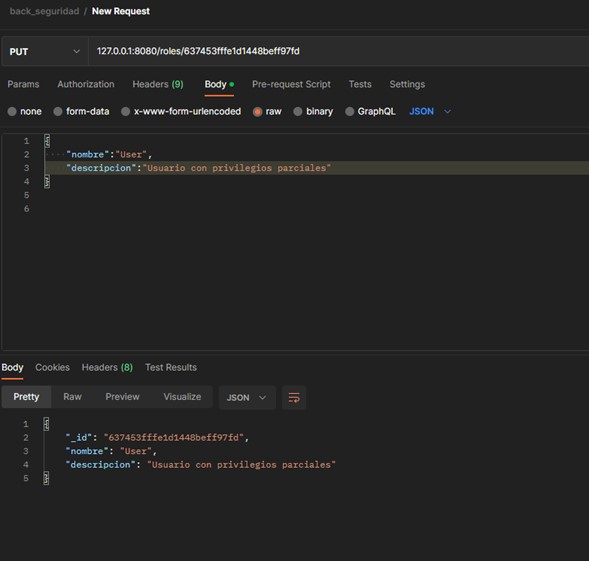 back_seguridad / New Request
PUT 127.0.0.1:8080/roles/637453fffe1d1448beff97fd
Params Authorization Headers (9) Body Pre-request Script Tests Settings
none form-data x-www-form-urlencoded raw binary GraphQL JSON
1 {
2 "nombre":"User",
3 "descripcion":"Usuario con privilegios parciales"
4 }
5
6
Body Cookies Headers (8) Test Results
Pretty Raw Preview Visualize JSON
1 {
2 "_id": "637453fffe1d1448beff97fd",
3 "nombre": "User",
4 "descripcion": "Usuario con privilegios parciales"
5 }